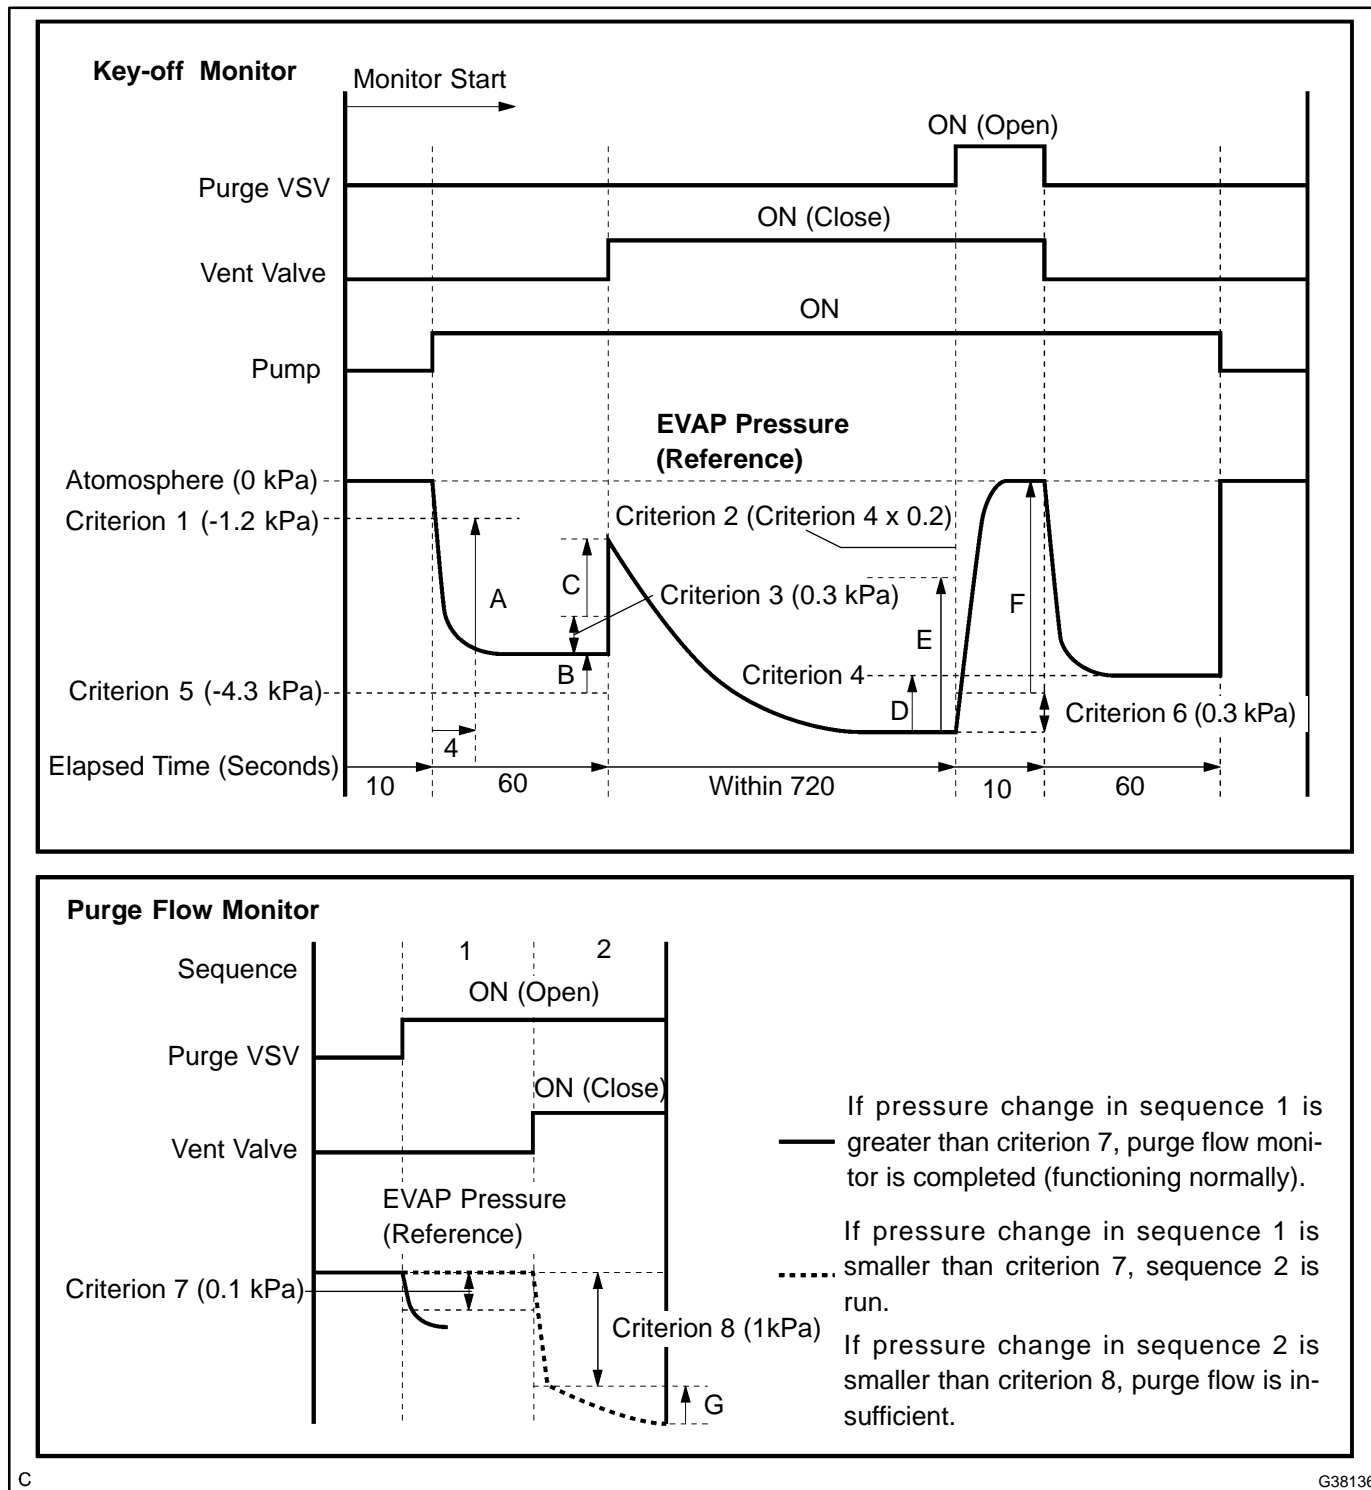 Key-off Monitor
Monitor Start
ON (Open)
Purge VSV
ON (Close)
Vent Valve
ON
Pump
EVAP Pressure
(Reference)
Atomosphere (0 kPa)
Criterion 1 (-1.2 kPa)
Criterion 2 (Criterion 4 x 0.2)
C
A
Criterion 3 (0.3 kPa)
F
E
B
Criterion 4
Criterion 5 (-4.3 kPa)
D
Criterion 6 (0.3 kPa)
4
Elapsed Time (Seconds)
10
60
Within 720
10
60
Purge Flow Monitor
1
2
Sequence
ON (Open)
Purge VSV
ON (Close)
Vent Valve
EVAP Pressure
(Reference)
Criterion 7 (0.1 kPa)
Criterion 8 (1kPa)
G
If pressure change in sequence 1 is
greater than criterion 7, purge flow moni-
tor is completed (functioning normally).
If pressure change in sequence 1 is
smaller than criterion 7, sequence 2 is
run.
If pressure change in sequence 2 is
smaller than criterion 8, purge flow is in-
sufficient.
C
G38136